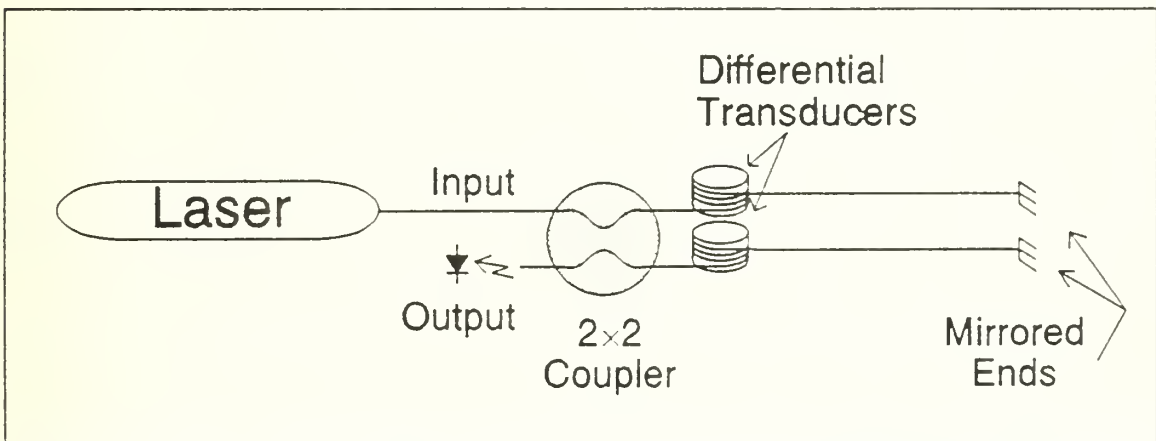 Differential
Transducers
Input
Laser
Output
2×2
Coupler
Mirrored
Ends